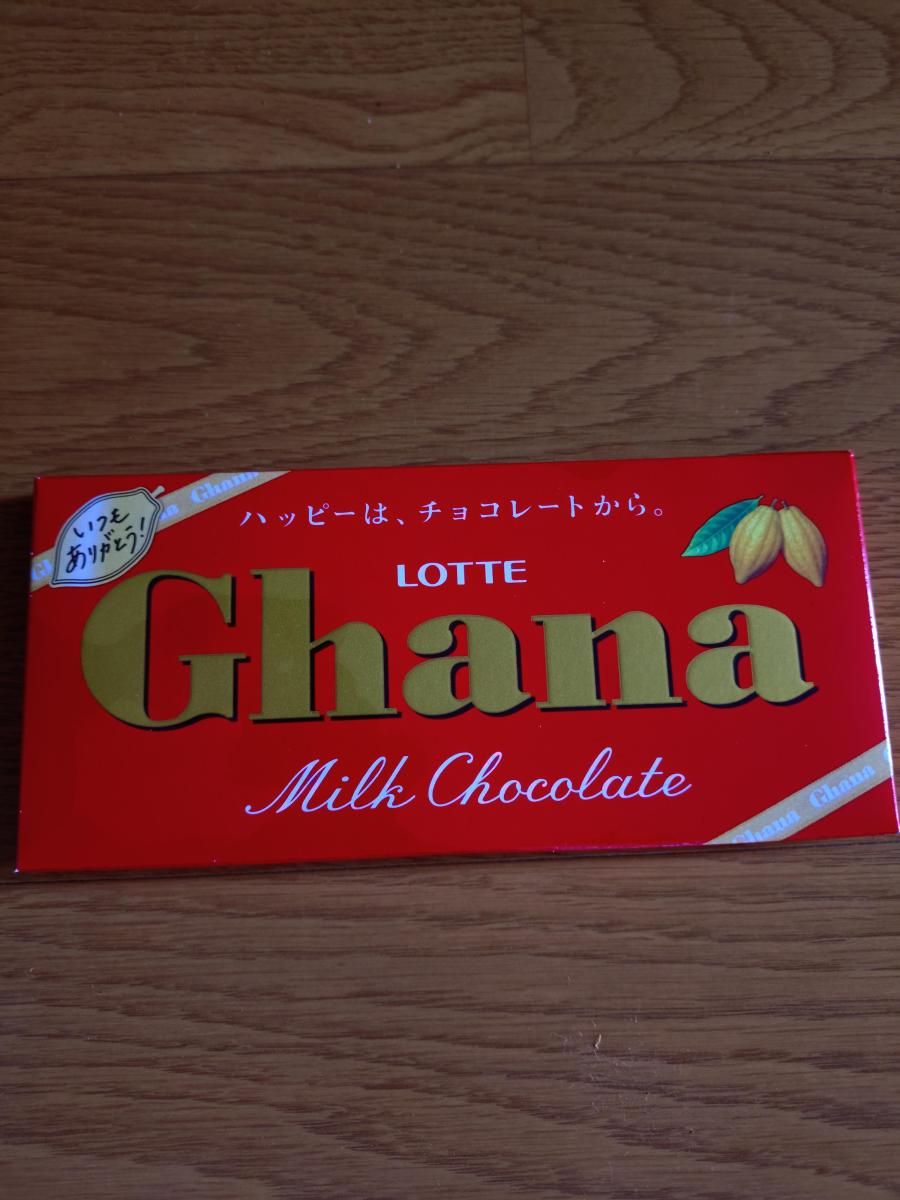 Ghana
いつも
ありがとう!
ハッピーは、チョコレートから。
LOTTE
Ghana
Milk Chocolate
Ghana Ghana